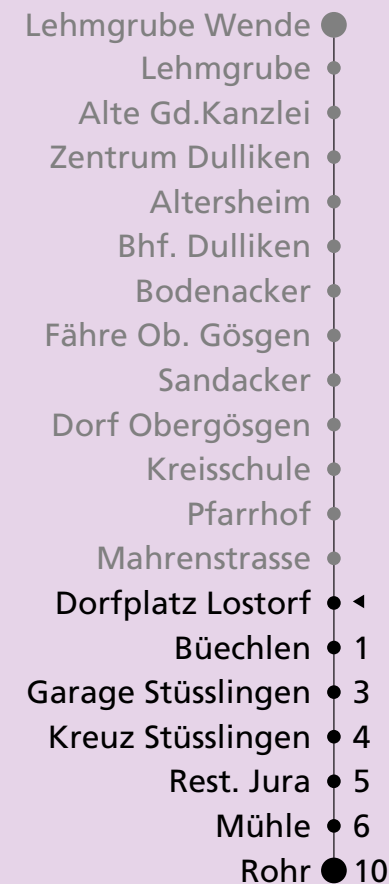 Lehmgrube Wende
Lehmgrube
Alte Gd.Kanzlei
Zentrum Dulliken
Altersheim
Bhf. Dulliken
Bodenacker
Fähre Ob. Gösgen
Sandacker
Dorf Obergösgen
Kreisschule
Pfarrhof
Mahrenstrasse
Dorfplatz Lostorf
Büechlen 1
Garage Stüsslingen 3
Kreuz Stüsslingen 4
Rest. Jura 5
Mühle 6
Rohr 10